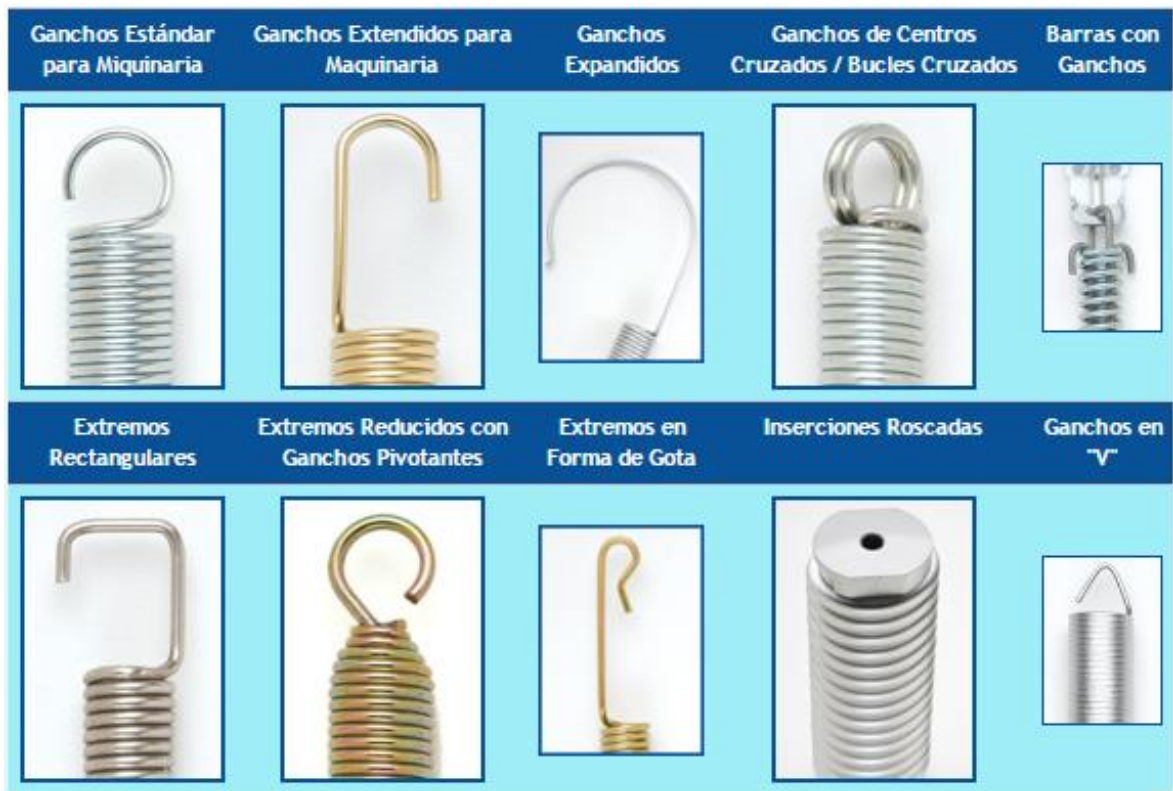 Ganchos Estándar
para Miquinaria
Ganchos Extendidos para
Maquinaria
Ganchos
Expandidos
Ganchos de Centros
Cruzados / Bucles Cruzados
Barras con
Ganchos
Extremos
Rectangulares
Extremos Reducidos con
Ganchos Pivotantes
Extremos en
Forma de Gota
Inserciones Roscadas
Ganchos en
"V"